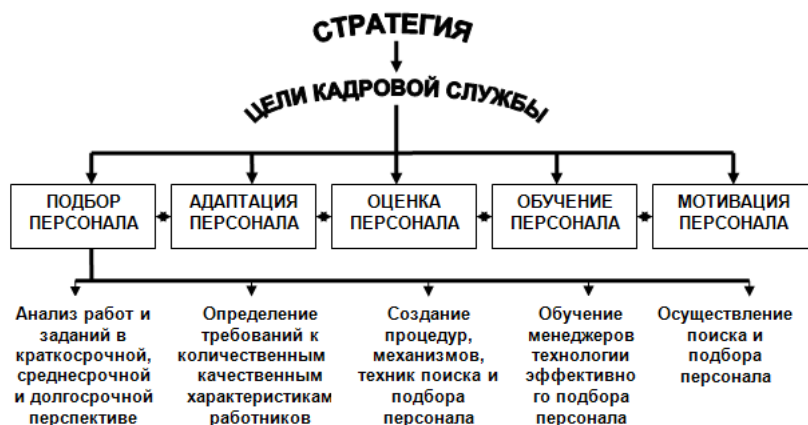 СТРАТЕГИЯ
ЦЕЛИ КАДРОВОЙ СЛУЖБЫ
ПОДБОР
ПЕРСОНАЛА
АДАПТАЦИЯ
ПЕРСОНАЛА
ОЦЕНКА
ПЕРСОНАЛА
ОБУЧЕНИЕ
ПЕРСОНАЛА
МОТИВАЦИЯ
ПЕРСОНАЛА
Анализ работ и
заданий в
краткосрочной,
среднесрочной
и долгосрочной
перспективе
Определение
требований к
количественным
качественным
характеристикам
работников
Создание
процедур,
механизмов,
техник поиска и
подбора
персонала
Обучение
менеджеров
технологии
эффективно
го подбора
персонала
Осуществление
поиска и
подбора
персонала